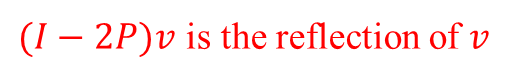 (𝐼 − 2𝑃)𝑣 is the reflection of 𝑣